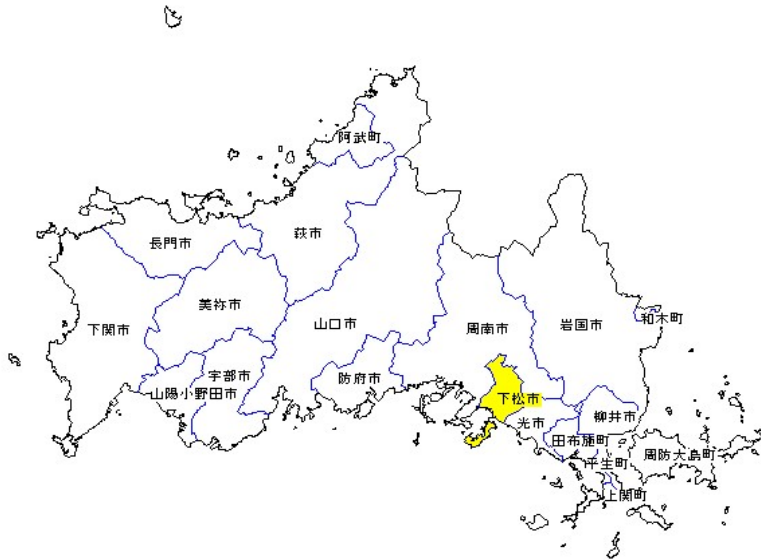 阿武町
萩市
長門市
美祢市
山口市
周南市
岩国市
和木町
下関市
宇部市
防府市
山陽小野田市
下松市
光市
柳井市
田布施町
周防大島町
平生町
上関町